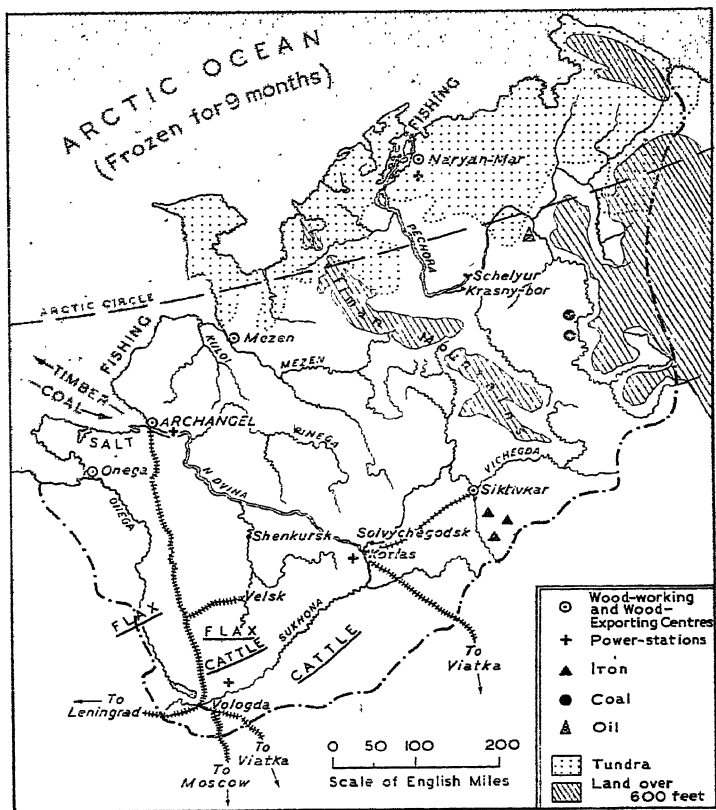 ARCTIC OCEAN
(Frozen for 9 months)
FISHING
Naryan-Mar
PECHORA
Schelyur
Krasny-bor
ARCTIC CIRCLE
Timan
FISHING
Mezen
KULOI
MEZEN
TIMBER
COAL
ARCHANGEL
SALT
PINEGA
Onega
ONEGA
N. DVINA
VICHEGDA
Siktivkar
Shenkursk
Solvychegodsk
Kotlas
Velsk
FLAX
FLAX
CATTLE
SUKHONA
CATTLE
To
Viatka
To
Leningrad
Vologda
To
Viatka
To
Moscow
0 100 200
Scale of English Miles
Wood-working
and Wood-
Exporting Centres
Power-stations
Iron
Coal
Oil
Tundra
Land over
600 feet